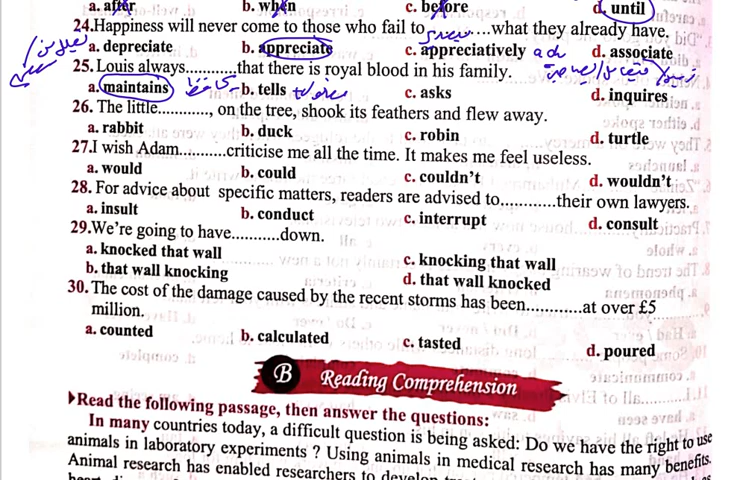 a. after b. when c. before d. until
24.Happiness will never come to those who fail to..........what they already have.
a. depreciate b. appreciate c. appreciatively d. associate
25.Louis always..........that there is royal blood in his family.
a. maintains b. tells c. asks d. inquires
26. The little............, on the tree, shook its feathers and flew away.
a. rabbit b. duck c. robin d. turtle
27.I wish Adam..........criticise me all the time. It makes me feel useless.
a. would b. could c. couldn't d. wouldn't
28. For advice about specific matters, readers are advised to............their own lawyers.
a. insult b. conduct c. interrupt d. consult
29.We're going to have...........down.
a. knocked that wall c. knocking that wall
b. that wall knocking d. that wall knocked
30.The cost of the damage caused by the recent storms has been............at over £5
million.
a. counted b. calculated c. tasted d. poured
B Reading Comprehension
Read the following passage, then answer the questions:
In many countries today, a difficult question is being asked: Do we have the right to use
animals in laboratory experiments ? Using animals in medical research has many benefits.
Animal research has enabled researchers to develop